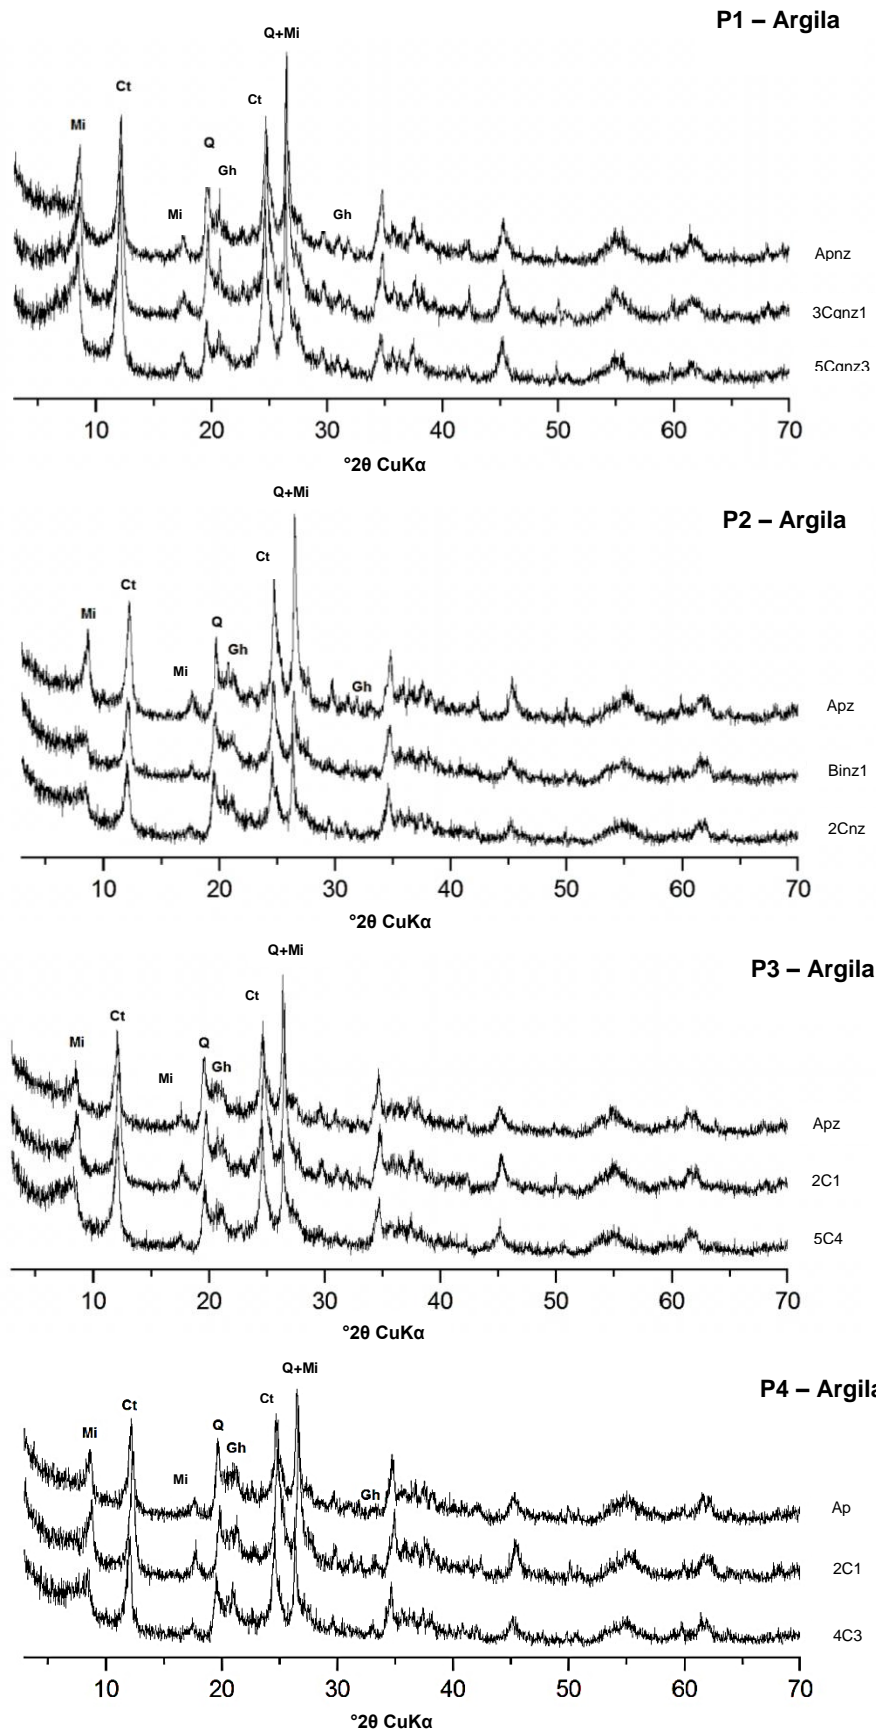 P1 – Argila
Q+Mi
Ct
Ct
Mi
Q
Gh
Mi
Gh
Apnz
3Cgnz1
5Cgnz3
10 20 30 40 50 60 70
°2θ CuKα
Q+Mi
P2 – Argila
Ct
Ct
Mi
Q
Gh
Mi
Gh
Apz
Binz1
2Cnz
10 20 30 40 50 60 70
°2θ CuKα
Q+Mi
P3 – Argila
Ct
Ct
Mi
Q
Gh
Mi
Apz
2C1
5C4
10 20 30 40 50 60 70
°2θ CuKα
Q+Mi
P4 – Argila
Ct
Ct
Q
Mi
Gh
Mi
Gh
Ap
2C1
4C3
10 20 30 40 50 60 70
°2θ CuKα